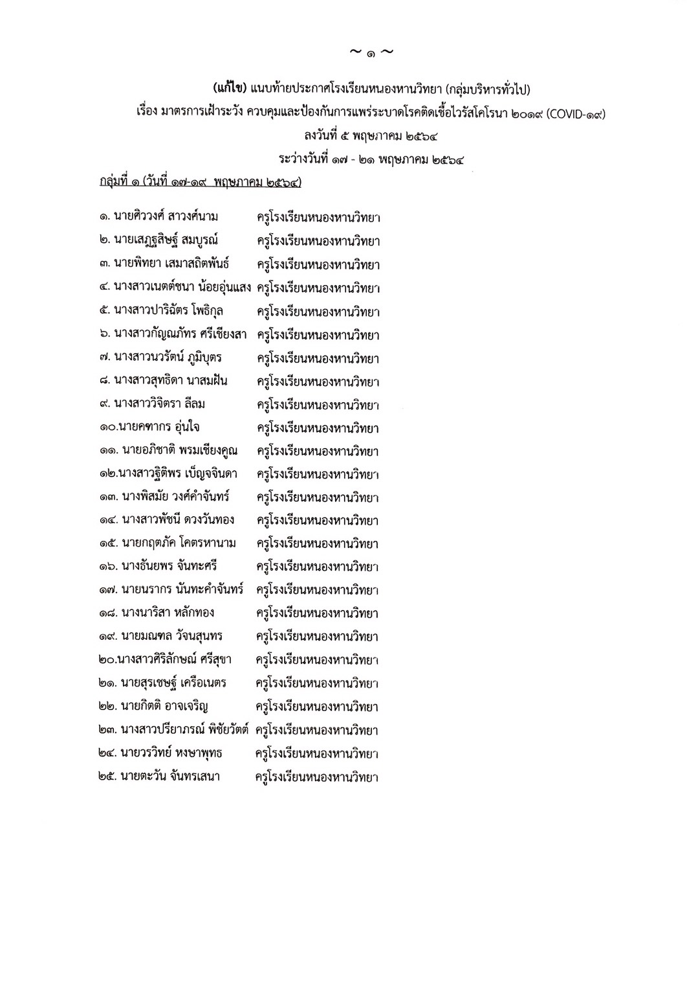 ~ ๑ ~
(แก้ไข) แนบท้ายประกาศโรงเรียนหนองหานวิทยา (กลุ่มบริหารทั่วไป)
เรื่อง มาตรการเฝ้าระวัง ควบคุมและป้องกันการแพร่ระบาดโรคติดเชื้อไวรัสโคโรนา ๒๐๑๙ (COVID-๑๙)
ลงวันที่ ๕ พฤษภาคม ๒๕๖๔
ระว่างวันที่ ๑๗ - ๒๑ พฤษภาคม ๒๕๖๔
กลุ่มที่ ๑ (วันที่ ๑๗-๑๙ พฤษภาคม ๒๕๖๔)
๑. นายศิววงศ์ สาวงศ์นาม ครูโรงเรียนหนองหานวิทยา
๒. นายเสฎฐสิษฐ์ สมบูรณ์ ครูโรงเรียนหนองหานวิทยา
๓. นายพิทยา เสมาสถิตพันธ์ ครูโรงเรียนหนองหานวิทยา
๔. นางสาวเนตต์ชนา น้อยอุ่นแสง ครูโรงเรียนหนองหานวิทยา
๕. นางสาวปาริฉัตร โพธิกุล ครูโรงเรียนหนองหานวิทยา
๖. นางสาวกัญณภัทร ศรีเชียงสา ครูโรงเรียนหนองหานวิทยา
๗. นางสาวนวรัตน์ ภูมิบุตร ครูโรงเรียนหนองหานวิทยา
๘. นางสาวสุทธิดา นาสมฝัน ครูโรงเรียนหนองหานวิทยา
๙. นางสาววิจิตรา ลีลม ครูโรงเรียนหนองหานวิทยา
๑๐.นายคฑากร อุ่นใจ ครูโรงเรียนหนองหานวิทยา
๑๑. นายอภิชาติ พรมเชียงคูณ ครูโรงเรียนหนองหานวิทยา
๑๒.นางสาวฐิติพร เบ็ญจจินดา ครูโรงเรียนหนองหานวิทยา
๑๓. นางพิสมัย วงศ์คำจันทร์ ครูโรงเรียนหนองหานวิทยา
๑๔. นางสาวพัชนี ดวงวันทอง ครูโรงเรียนหนองหานวิทยา
๑๕. นายกฤตภัค โคตรหานาม ครูโรงเรียนหนองหานวิทยา
๑๖. นางธันยพร จันทะศรี ครูโรงเรียนหนองหานวิทยา
๑๗. นายนรากร นันทะคำจันทร์ ครูโรงเรียนหนองหานวิทยา
๑๘. นางนาริสา หลักทอง ครูโรงเรียนหนองหานวิทยา
๑๙. นายมณฑล วัจนสุนทร ครูโรงเรียนหนองหานวิทยา
๒๐.นางสาวศิริลักษณ์ ศรีสุขา ครูโรงเรียนหนองหานวิทยา
๒๑. นายสุรเชษฐ์ เครือเนตร ครูโรงเรียนหนองหานวิทยา
๒๒. นายกิตติ อาจเจริญ ครูโรงเรียนหนองหานวิทยา
๒๓. นางสาวปรียาภรณ์ พิชัยวัตต์ ครูโรงเรียนหนองหานวิทยา
๒๔. นายวรวิทย์ หงษาพุทธ ครูโรงเรียนหนองหานวิทยา
๒๕. นายตะวัน จันทรเสนา ครูโรงเรียนหนองหานวิทยา